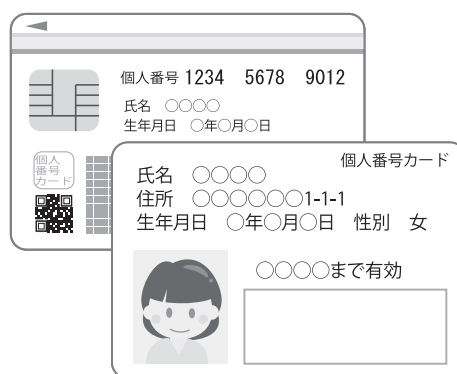 個人番号 1234 5678 9012
氏名 ○○○○
生年月日 ○年○月○日
個人
番号
カード
個人番号カード
氏名 ○○○○
住所 ○○○○○○1-1-1
生年月日 ○年○月○日 性別 女
○○○○まで有効